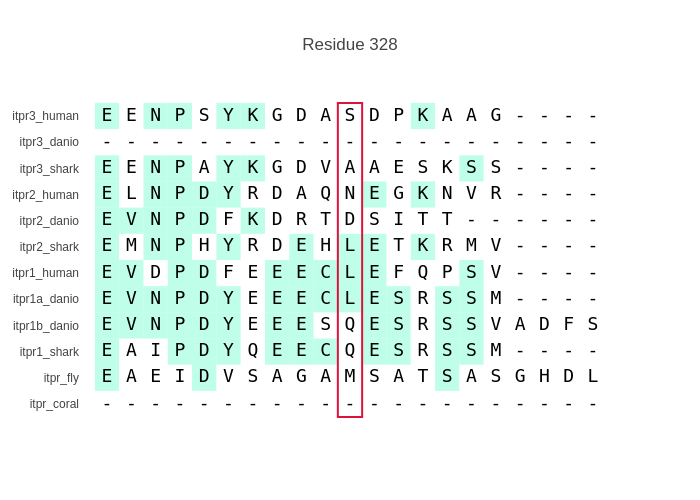 Residue 328
itpr3_human E E N P S Y K G D A S D P K A A G - - - -
itpr3_danio - - - - - - - - - - - - - - - - - - - - -
itpr3_shark E E N P A Y K G D V A A E S K S S - - - -
itpr2_human E L N P D Y R D A Q N E G K N V R - - - -
itpr2_danio E V N P D F K D R T D S I T T - - - - - -
itpr2_shark E M N P H Y R D E H L E T K R M V - - - -
itpr1_human E V D P D F E E E C L E F Q P S V - - - -
itpr1a_danio E V N P D Y E E E C L E S R S S M - - - -
itpr1b_danio E V N P D Y E E E S Q E S R S S V A D F S
itpr1_shark E A I P D Y Q E E C Q E S R S S M - - - -
itpr_fly E A E I D V S A G A M S A T S A S G H D L
itpr_coral - - - - - - - - - - - - - - - - - - - - -